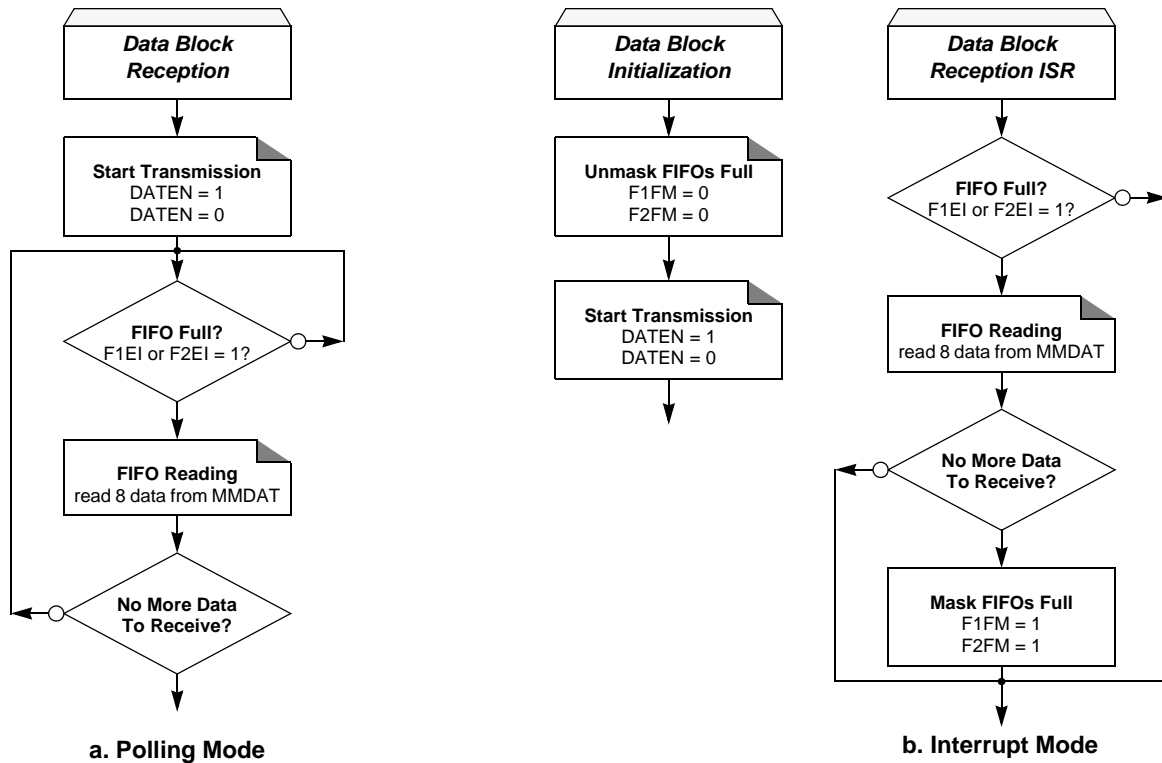 Data Block
Reception
Start Transmission
DATEN = 1
DATEN = 0
FIFO Full?
F1EI or F2EI = 1?
FIFO Reading
read 8 data from MMDAT
No More Data
To Receive?
a. Polling Mode
Data Block
Initialization
Unmask FIFOs Full
F1FM = 0
F2FM = 0
Start Transmission
DATEN = 1
DATEN = 0
Data Block
Reception ISR
FIFO Full?
F1EI or F2EI = 1?
FIFO Reading
read 8 data from MMDAT
No More Data
To Receive?
Mask FIFOs Full
F1FM = 1
F2FM = 1
b. Interrupt Mode